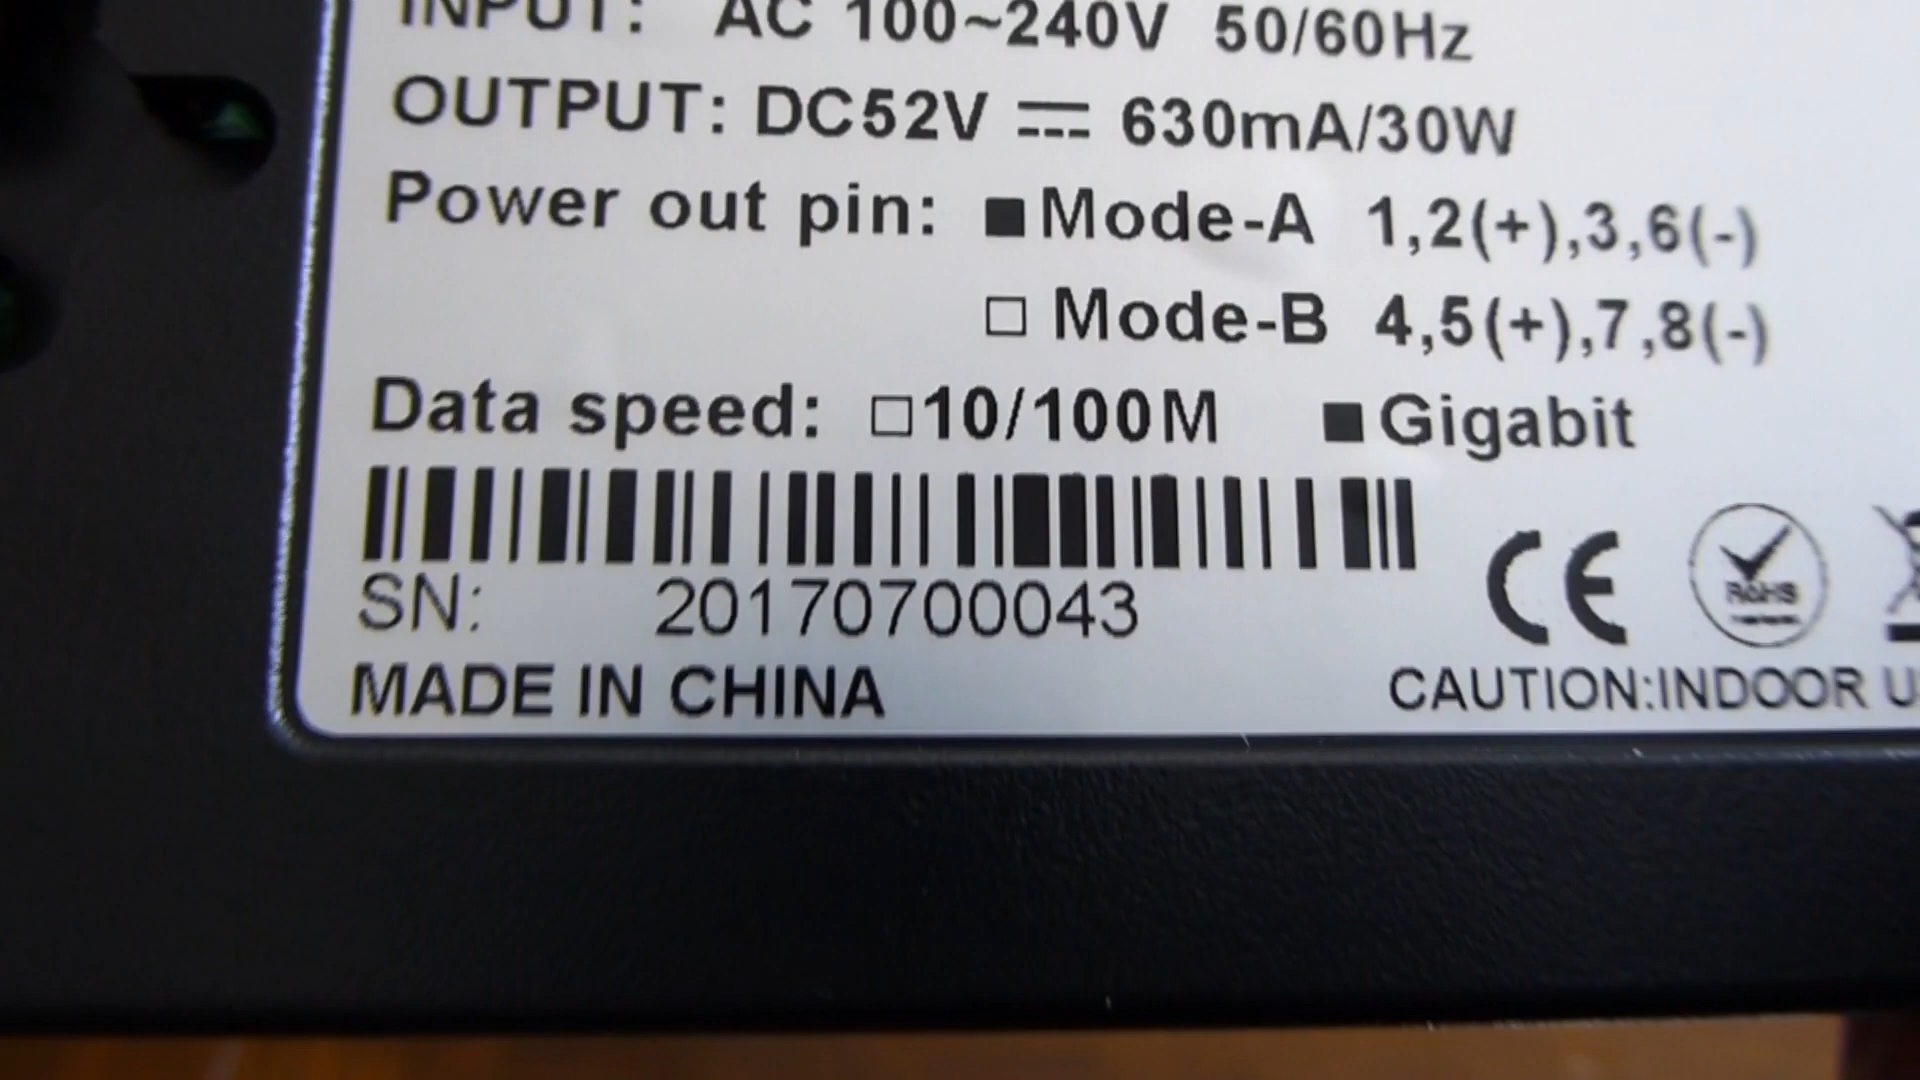 INPUT: AC 100~240V 50/60Hz
OUTPUT: DC52V ⎓ 630mA/30W
Power out pin: ■Mode-A 1,2(+),3,6(-)
□ Mode-B 4,5(+),7,8(-)
Data speed: □10/100M ■Gigabit
SN: 20170700043
CE
RoHS
MADE IN CHINA
CAUTION:INDOOR U